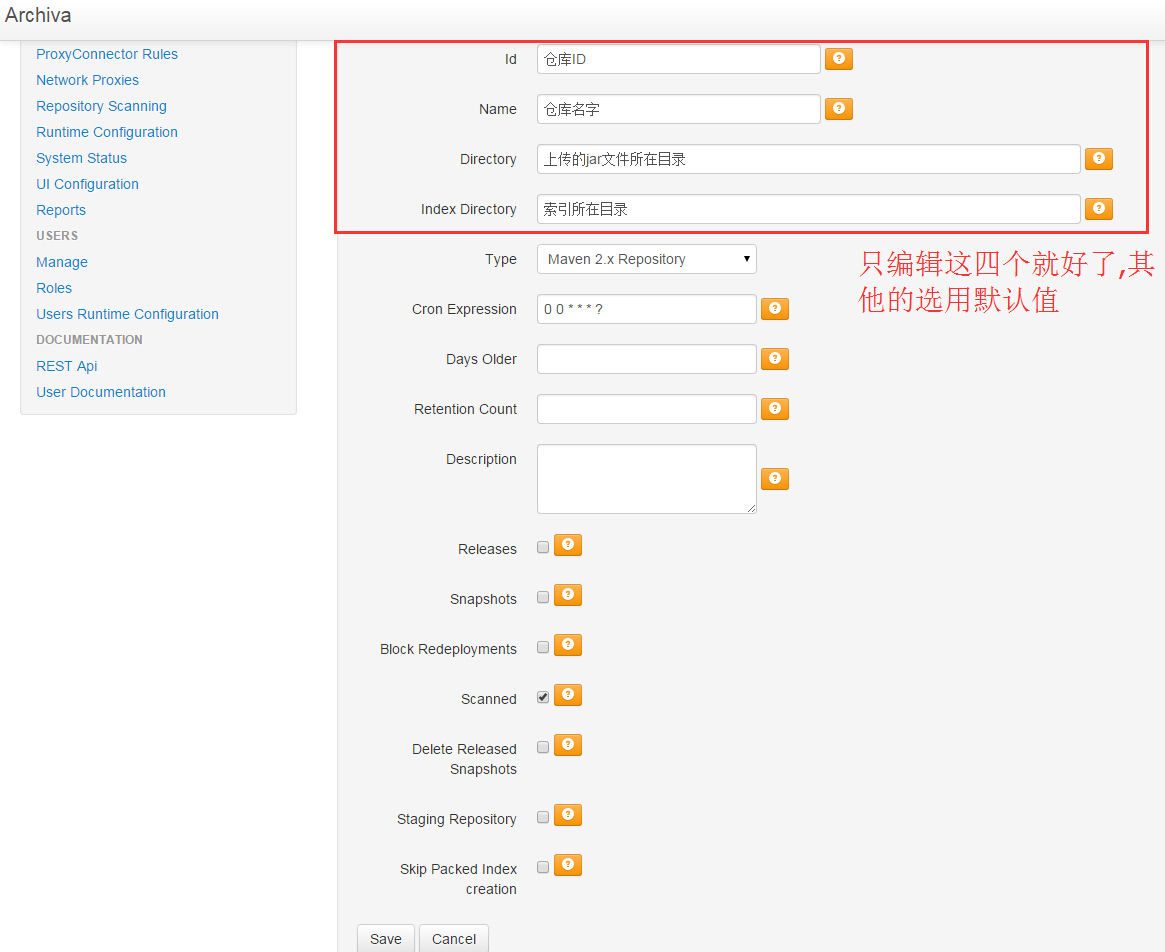 Archiva
ProxyConnector Rules
Network Proxies
Repository Scanning
Runtime Configuration
System Status
UI Configuration
Reports
USERS
Manage
Roles
Users Runtime Configuration
DOCUMENTATION
REST Api
User Documentation
Id 仓库ID
Name 仓库名字
Directory 上传的jar文件所在目录
Index Directory 索引所在目录
Type Maven 2.x Repository
只编辑这四个就好了,其
他的选用默认值
Cron Expression 0 0 * * * ?
Days Older
Retention Count
Description
Releases
Snapshots
Block Redeployments
Scanned
Delete Released
Snapshots
Staging Repository
Skip Packed Index
creation
Save Cancel